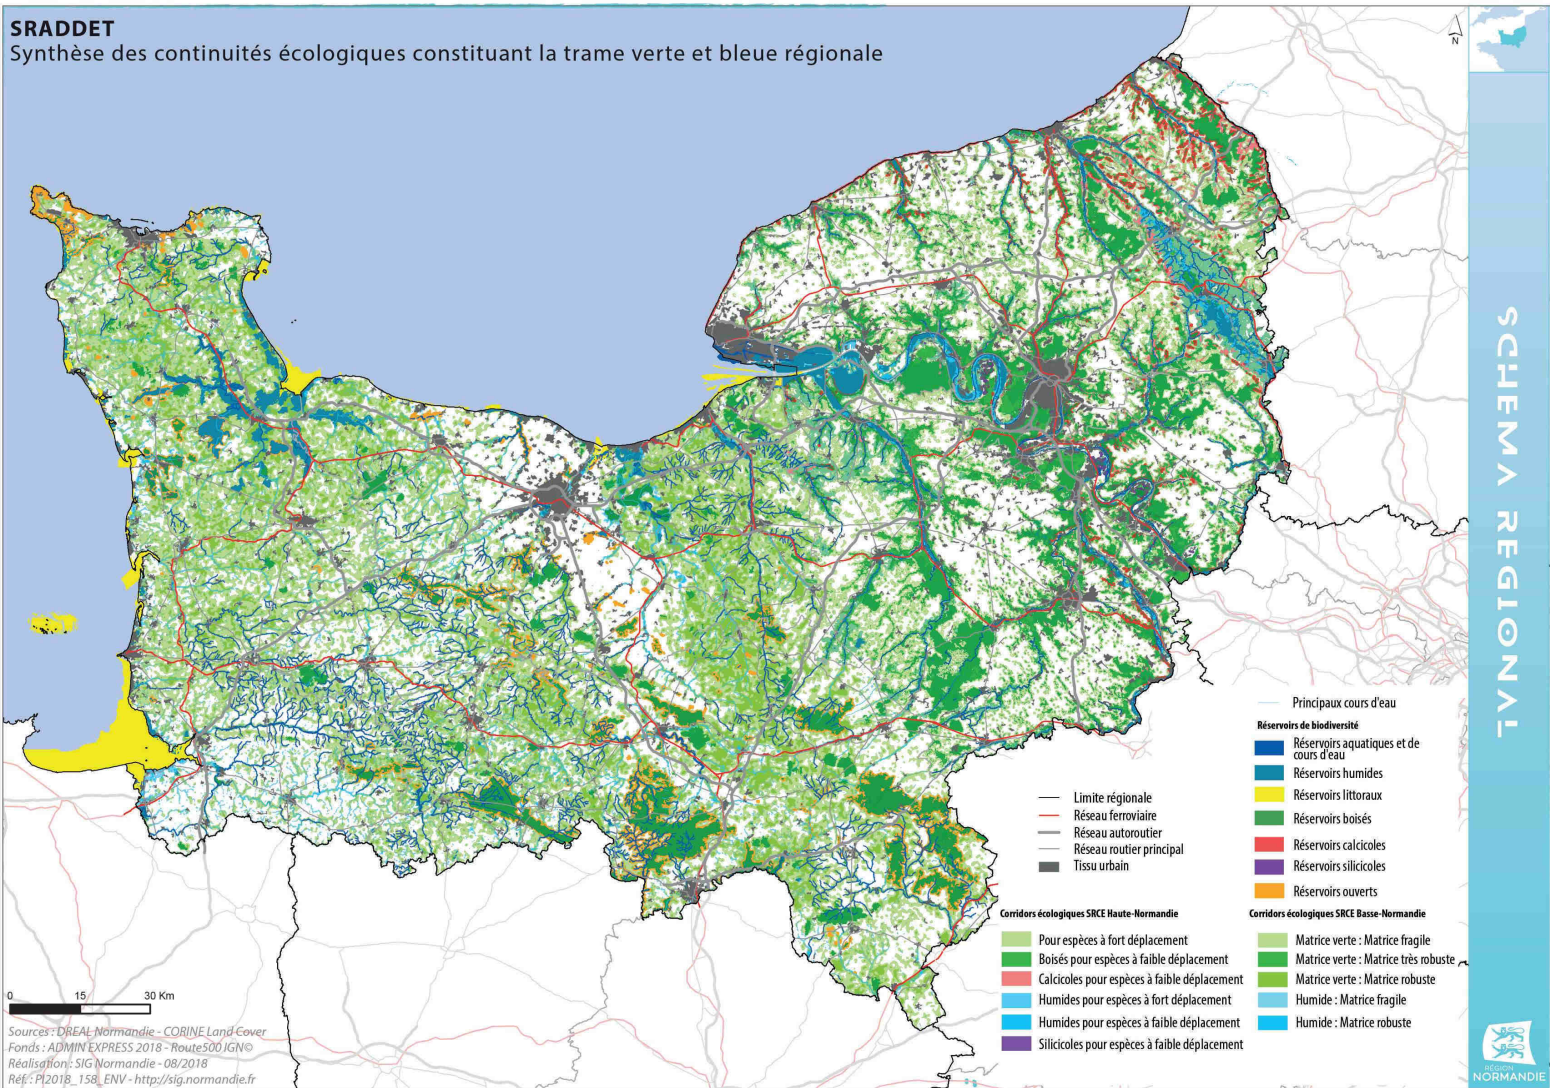 SRADDET
Synthèse des continuités écologiques constituant la trame verte et bleue régionale
N
SCHEMA REGIONAL
Limite régionale
Réseau ferroviaire
Réseau autoroutier
Réseau routier principal
Tissu urbain
Principaux cours d'eau
Réservoirs de biodiversité
Réservoirs aquatiques et de
cours d'eau
Réservoirs humides
Réservoirs littoraux
Réservoirs boisés
Réservoirs calcicoles
Réservoirs silicicoles
Réservoirs ouverts
Corridors écologiques SRCE Haute-Normandie
Pour espèces à fort déplacement
Boisés pour espèces à faible déplacement
Calcicoles pour espèces à faible déplacement
Humides pour espèces à fort déplacement
Humides pour espèces à faible déplacement
Silicicoles pour espèces à faible déplacement
Corridors écologiques SRCE Basse-Normandie
Matrice verte : Matrice fragile
Matrice verte : Matrice très robuste
Matrice verte : Matrice robuste
Humide : Matrice fragile
Humide : Matrice robuste
0 15 30 Km
Sources : DREAL Normandie - CORINE Land Cover
Fonds : ADMIN EXPRESS 2018 - Route500 IGN©
Réalisation : SIG Normandie - 08/2018
Réf. : PI2018_158_ENV - http://sig.normandie.fr
RÉGION
NORMANDIE